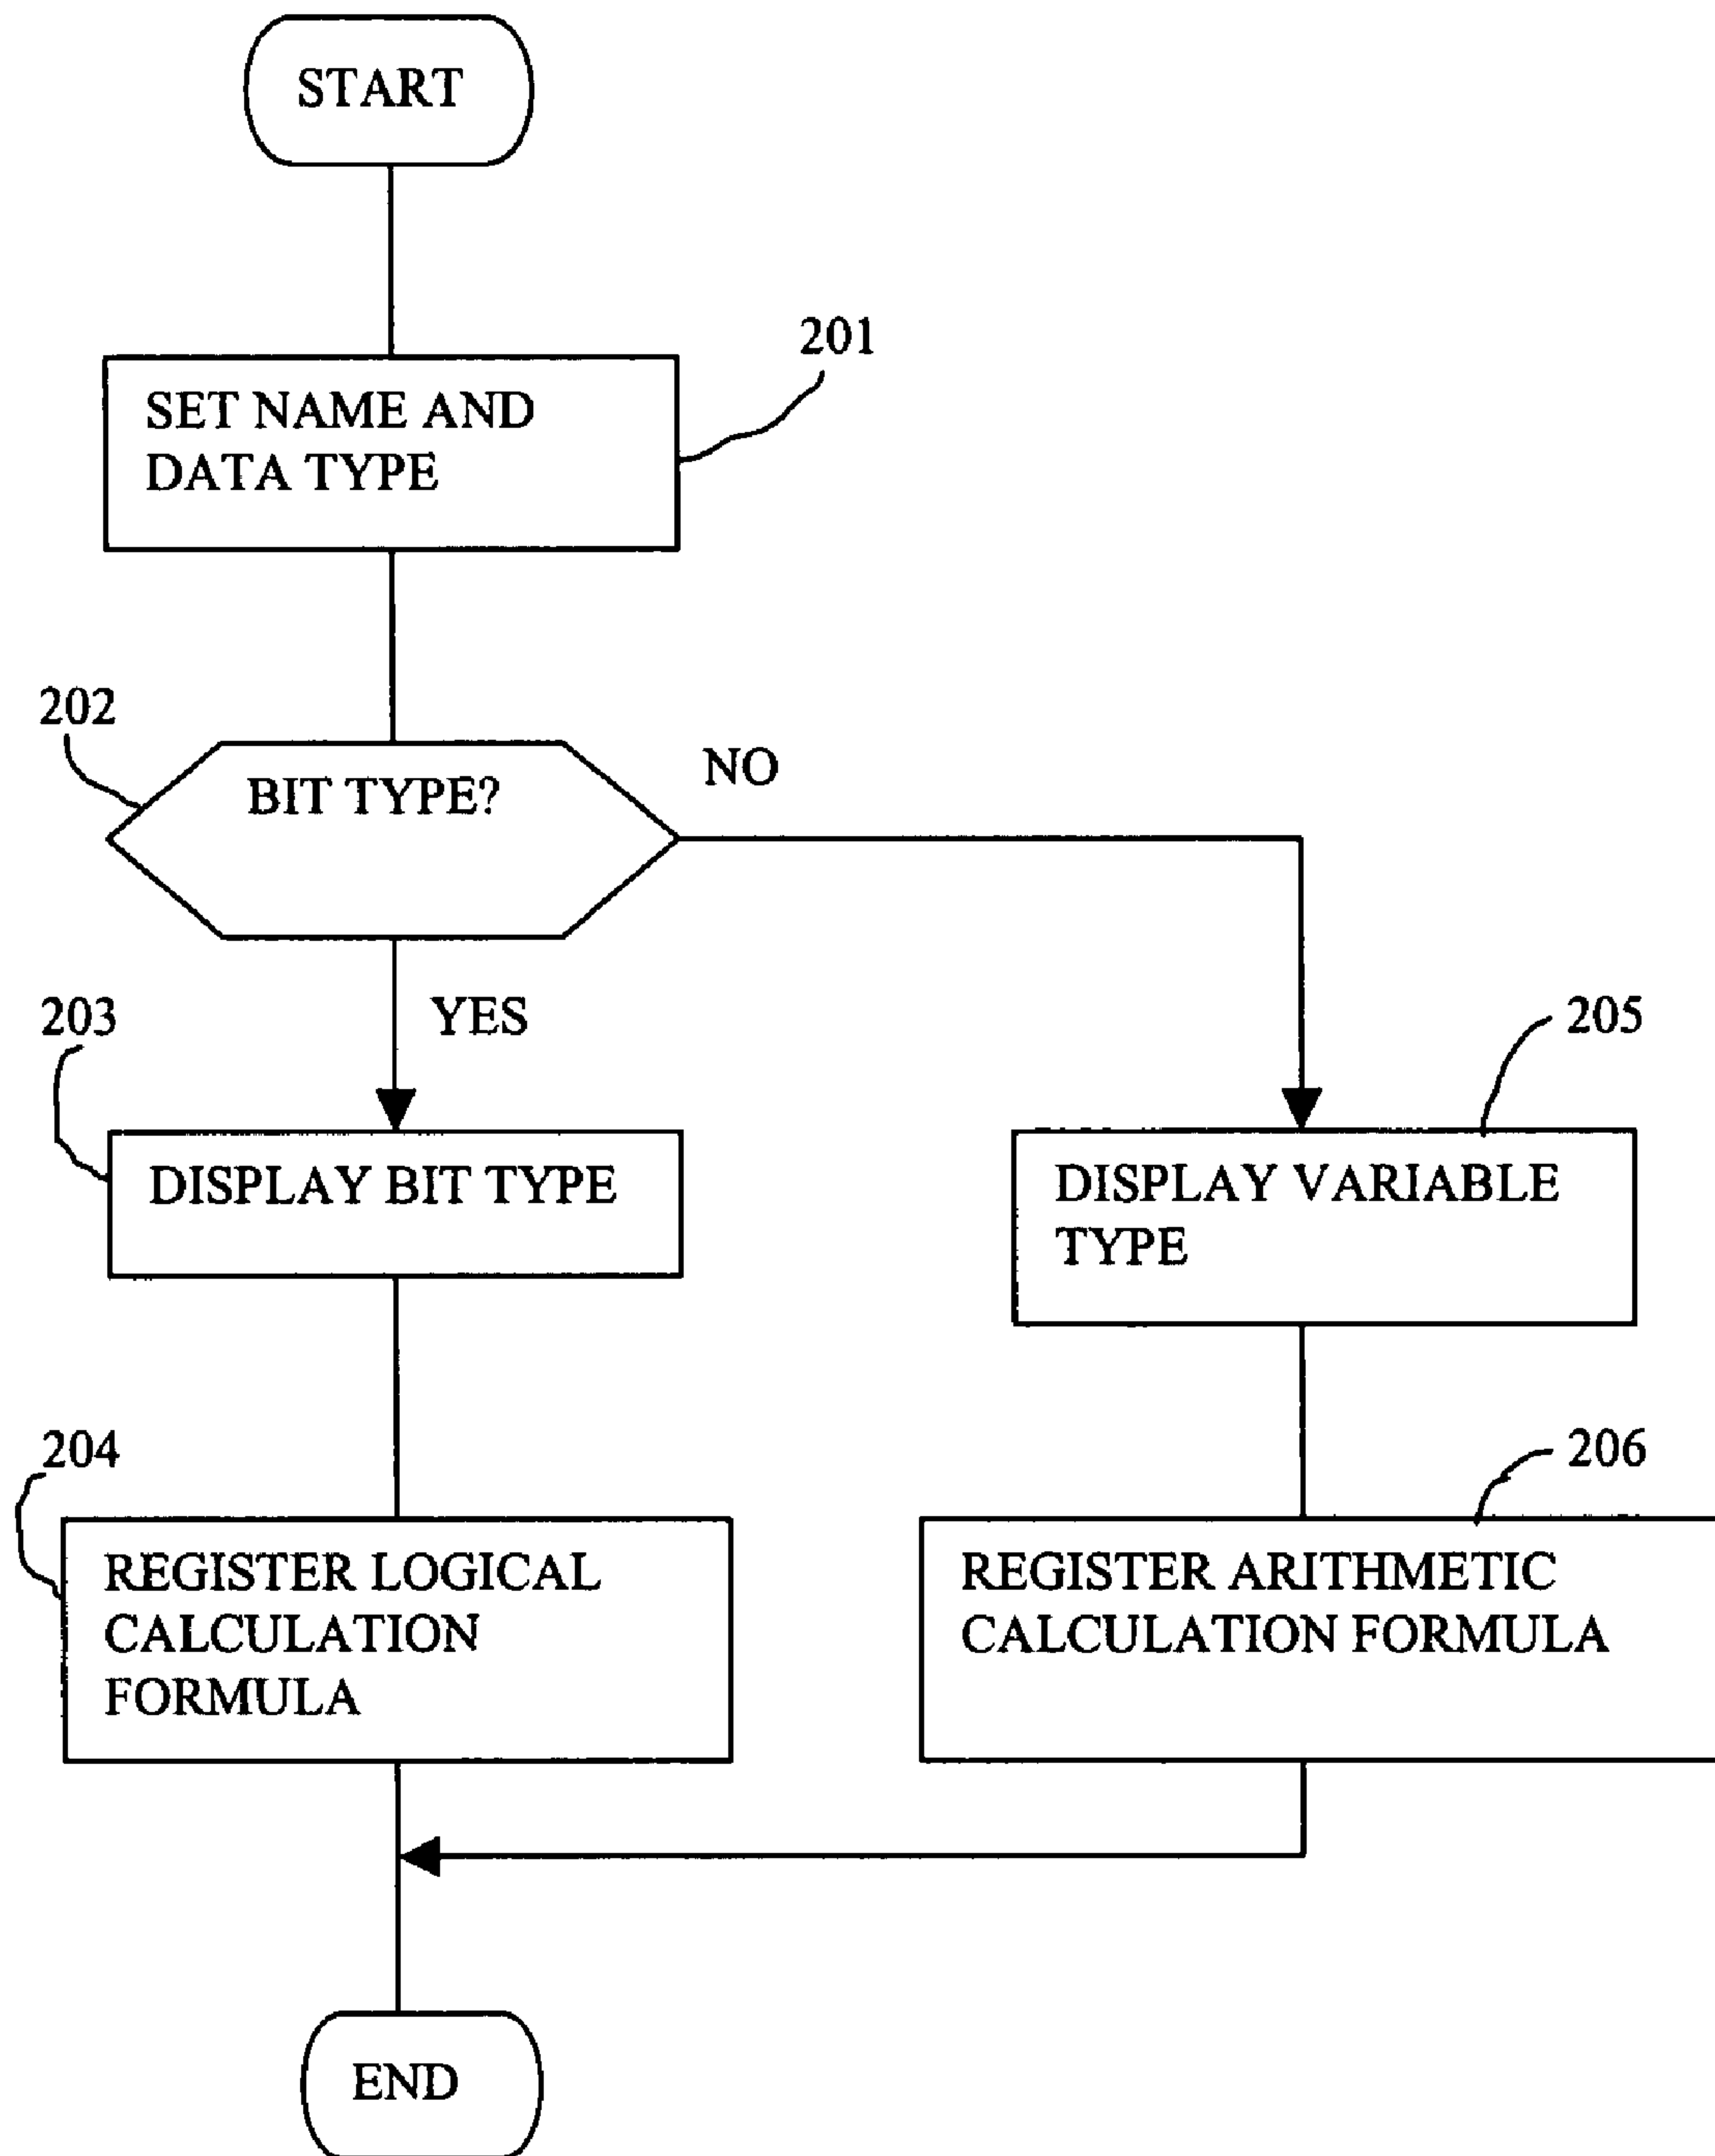 START
201
SET NAME AND
DATA TYPE
202
BIT TYPE?
NO
203
YES
205
DISPLAY BIT TYPE
DISPLAY VARIABLE
TYPE
204
206
REGISTER LOGICAL
CALCULATION
FORMULA
REGISTER ARITHMETIC
CALCULATION FORMULA
END